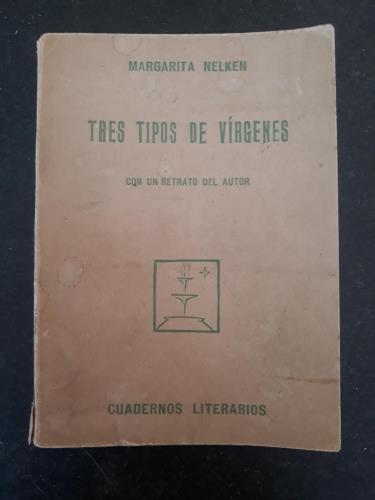 MARGARITA NELKEN
TRES TIPOS DE VÍRGENES
CON UN RETRATO DEL AUTOR
CUADERNOS LITERARIOS